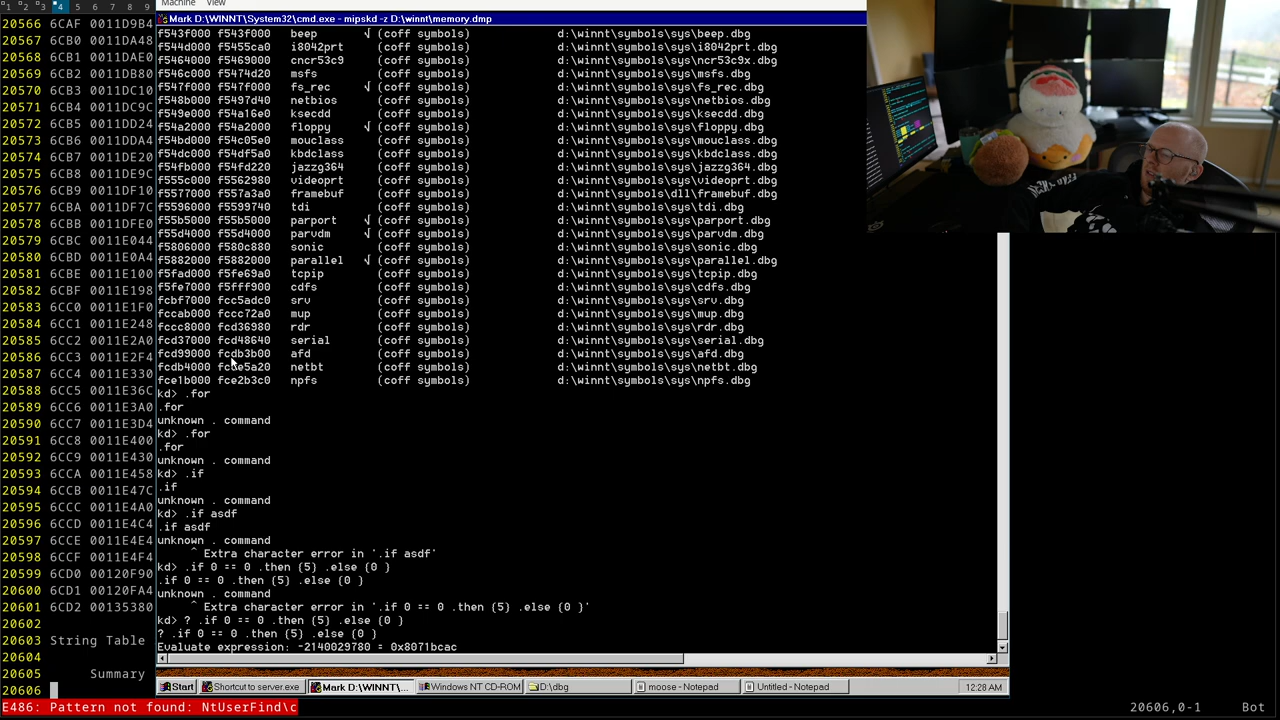 1 2 3 4 5 6 7 8 9
Machine View
Mark D:\WINNT\System32\cmd.exe - mipskd -z D:\winnt\memory.dmp
20566 6CAF 0011D9B4
20567 6CB0 0011DA48
20568 6CB1 0011DAE0
20569 6CB2 0011DB80
20570 6CB3 0011DC10
20571 6CB4 0011DC9C
20572 6CB5 0011DD24
20573 6CB6 0011DDA4
20574 6CB7 0011DE20
20575 6CB8 0011DE9C
20576 6CB9 0011DF10
20577 6CBA 0011DF7C
20578 6CBB 0011DFE0
20579 6CBC 0011E044
20580 6CBD 0011E0A4
20581 6CBE 0011E100
20582 6CBF 0011E198
20583 6CC0 0011E1F0
20584 6CC1 0011E248
20585 6CC2 0011E2A0
20586 6CC3 0011E2F4
20587 6CC4 0011E330
20588 6CC5 0011E36C
20589 6CC6 0011E3A0
20590 6CC7 0011E3D4
20591 6CC8 0011E400
20592 6CC9 0011E430
20593 6CCA 0011E458
20594 6CCB 0011E47C
20595 6CCC 0011E4A0
20596 6CCD 0011E4C4
20597 6CCE 0011E4E4
20598 6CCF 0011E4F4
20599 6CD0 00120F90
20600 6CD1 00120FA4
20601 6CD2 00135380
20602
20603 String Table
20604
20605 Summary
20606
f543f000 f543f000 beep √ (coff symbols) d:\winnt\symbols\sys\beep.dbg
f544d000 f5455ca0 i8042prt (coff symbols) d:\winnt\symbols\sys\i8042prt.dbg
f5464000 f5469000 cncr53c9 (coff symbols) d:\winnt\symbols\sys\ncr53c9x.dbg
f546c000 f5474d20 msfs (coff symbols) d:\winnt\symbols\sys\msfs.dbg
f547f000 f547f000 fs_rec √ (coff symbols) d:\winnt\symbols\sys\fs_rec.dbg
f548b000 f5497d40 netbios (coff symbols) d:\winnt\symbols\sys\netbios.dbg
f549e000 f54a16e0 ksecdd (coff symbols) d:\winnt\symbols\sys\ksecdd.dbg
f54a2000 f54a2000 floppy √ (coff symbols) d:\winnt\symbols\sys\floppy.dbg
f54bd000 f54c05e0 mouclass (coff symbols) d:\winnt\symbols\sys\mouclass.dbg
f54dc000 f54df5a0 kbdclass (coff symbols) d:\winnt\symbols\sys\kbdclass.dbg
f54fb000 f54fd220 jazzg364 (coff symbols) d:\winnt\symbols\sys\jazzg364.dbg
f555c000 f5562980 videoprt (coff symbols) d:\winnt\symbols\sys\videoprt.dbg
f5577000 f557a3a0 framebuf (coff symbols) d:\winnt\symbols\dll\framebuf.dbg
f5596000 f5599740 tdi (coff symbols) d:\winnt\symbols\sys\tdi.dbg
f55b5000 f55b5000 parport √ (coff symbols) d:\winnt\symbols\sys\parport.dbg
f55d4000 f55d4000 parvdm √ (coff symbols) d:\winnt\symbols\sys\parvdm.dbg
f5806000 f580c880 sonic (coff symbols) d:\winnt\symbols\sys\sonic.dbg
f5882000 f5882000 parallel √ (coff symbols) d:\winnt\symbols\sys\parallel.dbg
f5fad000 f5fe69a0 tcpip (coff symbols) d:\winnt\symbols\sys\tcpip.dbg
f5fe7000 f5fff900 cdfs (coff symbols) d:\winnt\symbols\sys\cdfs.dbg
fcbf7000 fcc5adc0 srv (coff symbols) d:\winnt\symbols\sys\srv.dbg
fccab000 fccc72a0 mup (coff symbols) d:\winnt\symbols\sys\mup.dbg
fccc8000 fcd36980 rdr (coff symbols) d:\winnt\symbols\sys\rdr.dbg
fcd37000 fcd48640 serial (coff symbols) d:\winnt\symbols\sys\serial.dbg
fcd99000 fcdb3b00 afd (coff symbols) d:\winnt\symbols\sys\afd.dbg
fcdb4000 netbt (coff symbols) d:\winnt\symbols\sys\netbt.dbg
fce1b000 fce2b3c0 npfs (coff symbols) d:\winnt\symbols\sys\npfs.dbg
kd> .for
.for
unknown . command
kd> .for
.for
unknown . command
kd> .if
.if
unknown . command
kd> .if asdf
.if asdf
unknown . command
^ Extra character error in '.if asdf'
kd> .if 0 == 0 .then {5} .else {0 }
.if 0 == 0 .then {5} .else {0 }
unknown . command
^ Extra character error in '.if 0 == 0 .then {5} .else {0 }'
kd> ? .if 0 == 0 .then {5} .else {0 }
? .if 0 == 0 .then {5} .else {0 }
Evaluate expression: -2140029780 = 0x8071bcac
Start Shortcut to server.exe Mark D:\WINNT\... Windows NT CD-ROM D:\dbg moose - Notepad Untitled - Notepad 12:28 AM
E486: Pattern not found: NtUserFind\c 20606,0-1 Bot